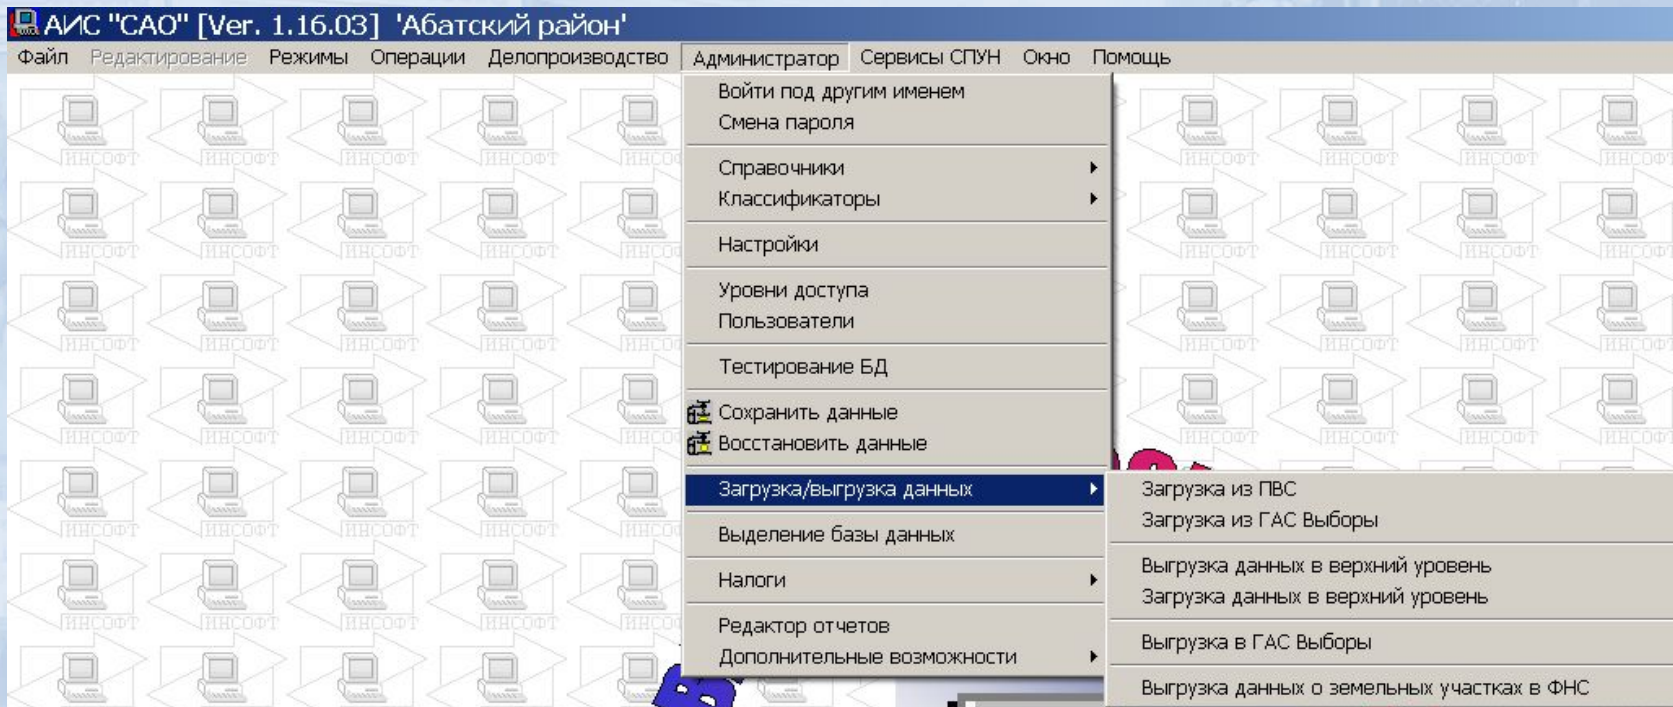 АИС "САО" [Ver. 1.16.03] 'Абатский район'
Файл Редактирование Режимы Операции Делопроизводство Администратор Сервисы СПУН Окно Помощь
Войти под другим именем
Смена пароля
Справочники
Классификаторы
Настройки
Уровни доступа
Пользователи
Тестирование БД
Сохранить данные
Восстановить данные
Загрузка/выгрузка данных
Выделение базы данных
Налоги
Редактор отчетов
Дополнительные возможности
Загрузка из ПВС
Загрузка из ГАС Выборы
Выгрузка данных в верхний уровень
Загрузка данных в верхний уровень
Выгрузка в ГАС Выборы
Выгрузка данных о земельных участках в ФНС